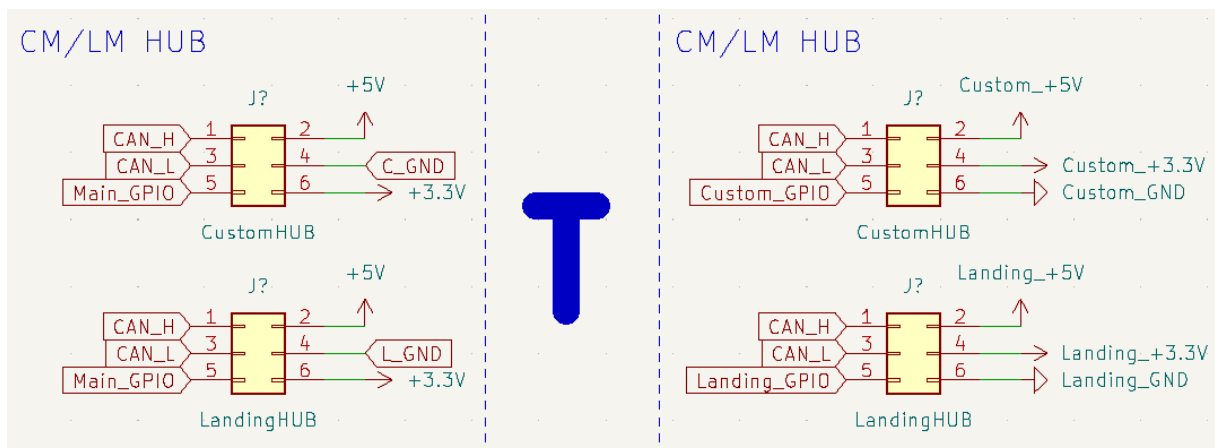 CM/LM HUB
+5V
J?
CAN_H 1 2
CAN_L 3 4 C_GND
Main_GPIO 5 6 +3.3V
CustomHUB
+5V
J?
CAN_H 1 2
CAN_L 3 4 L_GND
Main_GPIO 5 6 +3.3V
LandingHUB
T
CM/LM HUB
Custom_+5V
J?
CAN_H 1 2
CAN_L 3 4 Custom_+3.3V
Custom_GPIO 5 6 Custom_GND
CustomHUB
Landing_+5V
J?
CAN_H 1 2
CAN_L 3 4 Landing_+3.3V
Landing_GPIO 5 6 Landing_GND
LandingHUB